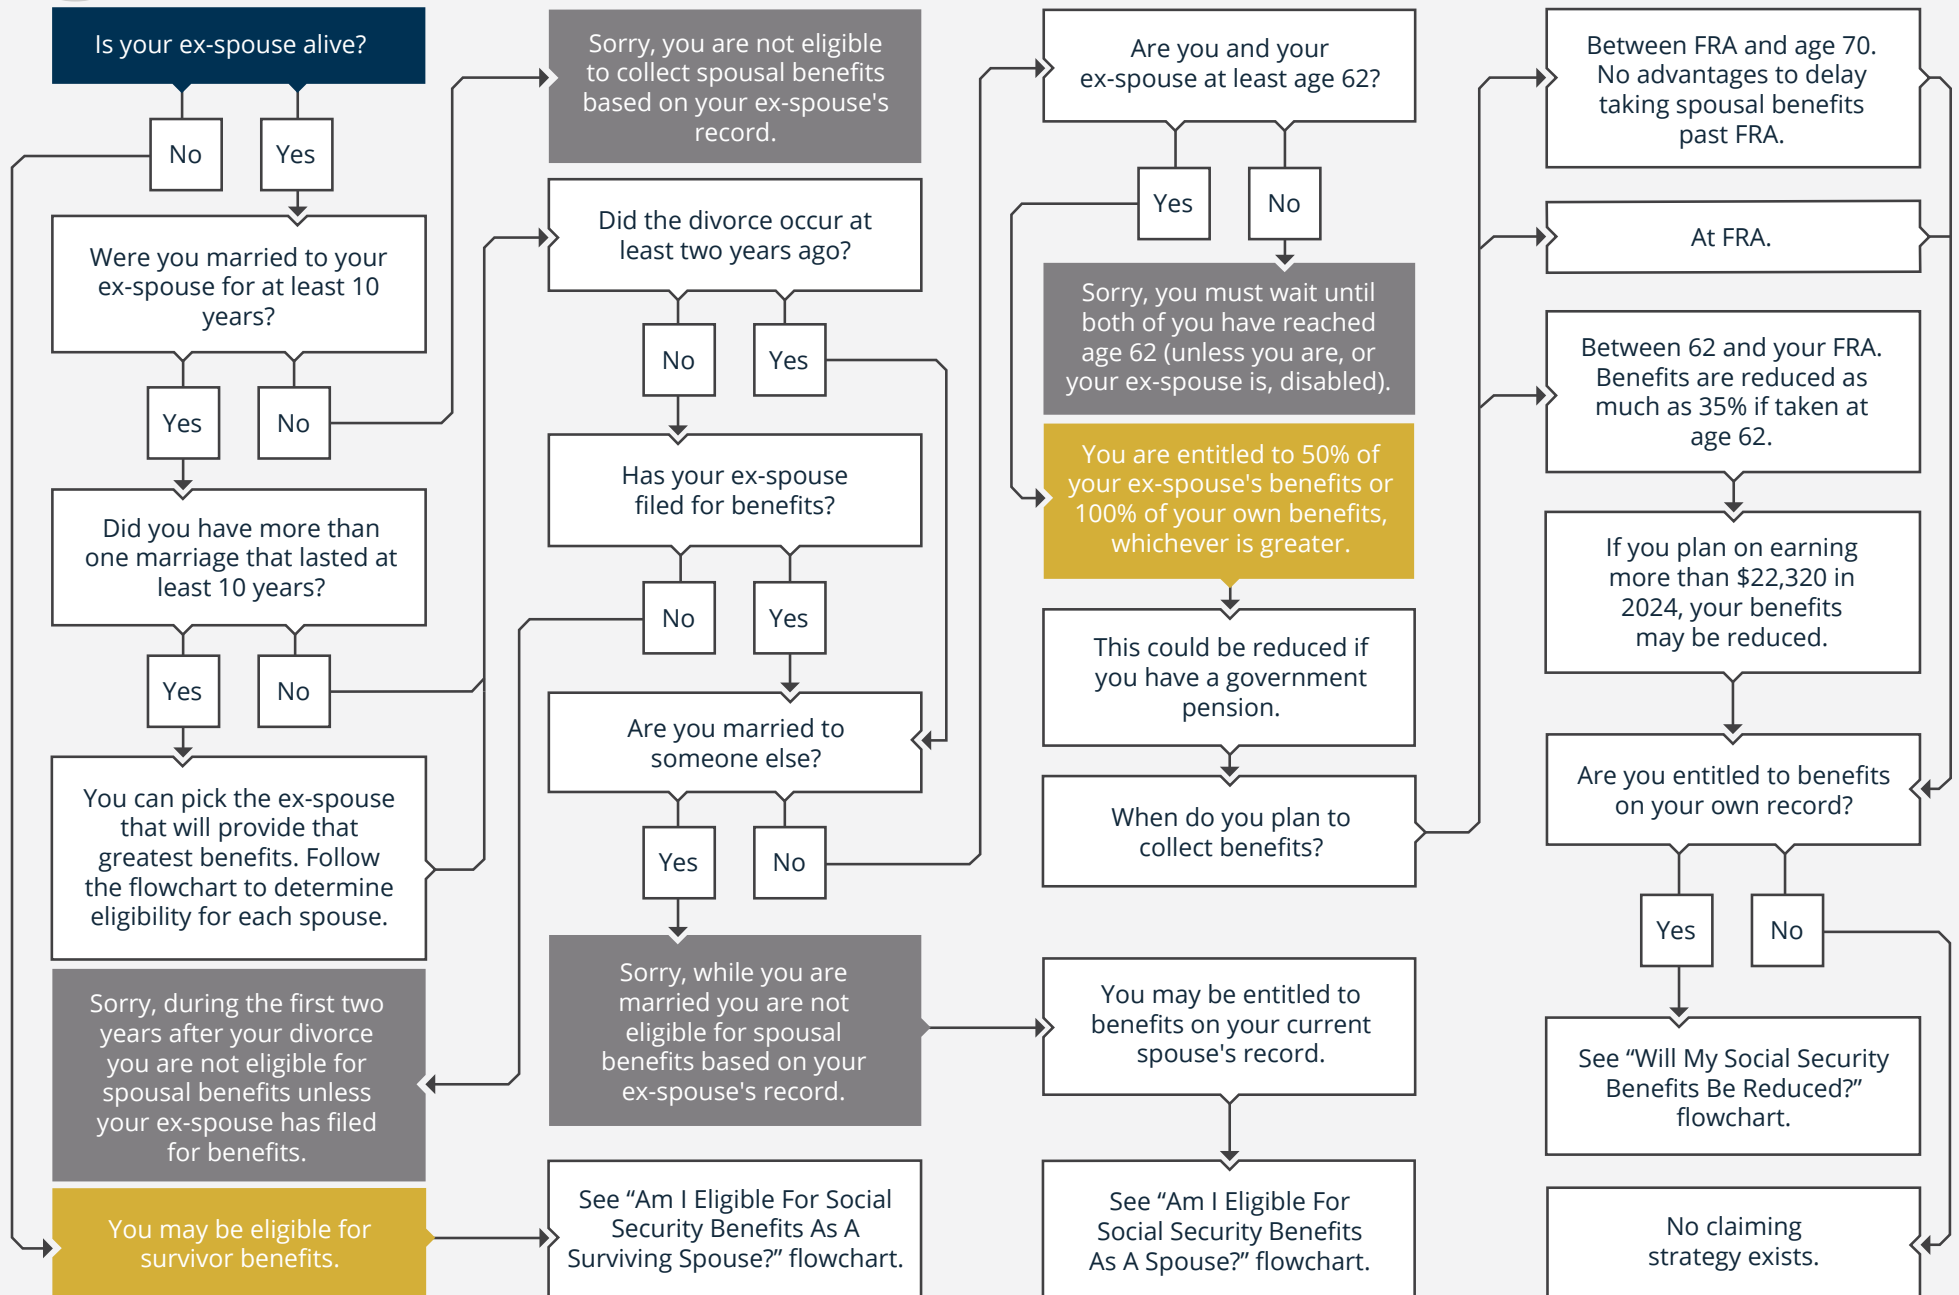 Is your ex-spouse alive?
No
Yes
Were you married to your
ex-spouse for at least 10
years?
Yes
No
Did you have more than
one marriage that lasted at
least 10 years?
Yes
No
You can pick the ex-spouse
that will provide that
greatest benefits. Follow
the flowchart to determine
eligibility for each spouse.
Sorry, during the first two
years after your divorce
you are not eligible for
spousal benefits unless
your ex-spouse has filed
for benefits.
You may be eligible for
survivor benefits.
Sorry, you are not eligible
to collect spousal benefits
based on your ex-spouse's
record.
Did the divorce occur at
least two years ago?
No
Yes
Has your ex-spouse
filed for benefits?
No
Yes
Are you married to
someone else?
Yes
No
Sorry, while you are
married you are not
eligible for spousal
benefits based on your
ex-spouse's record.
See “Am I Eligible For Social
Security Benefits As A
Surviving Spouse?” flowchart.
Are you and your
ex-spouse at least age 62?
Yes
No
Sorry, you must wait until
both of you have reached
age 62 (unless you are, or
your ex-spouse is, disabled).
You are entitled to 50% of
your ex-spouse's benefits or
100% of your own benefits,
whichever is greater.
This could be reduced if
you have a government
pension.
When do you plan to
collect benefits?
You may be entitled to
benefits on your current
spouse's record.
See “Am I Eligible For
Social Security Benefits
As A Spouse?” flowchart.
Between FRA and age 70.
No advantages to delay
taking spousal benefits
past FRA.
At FRA.
Between 62 and your FRA.
Benefits are reduced as
much as 35% if taken at
age 62.
If you plan on earning
more than $22,320 in
2024, your benefits
may be reduced.
Are you entitled to benefits
on your own record?
Yes
No
See “Will My Social Security
Benefits Be Reduced?”
flowchart.
No claiming
strategy exists.